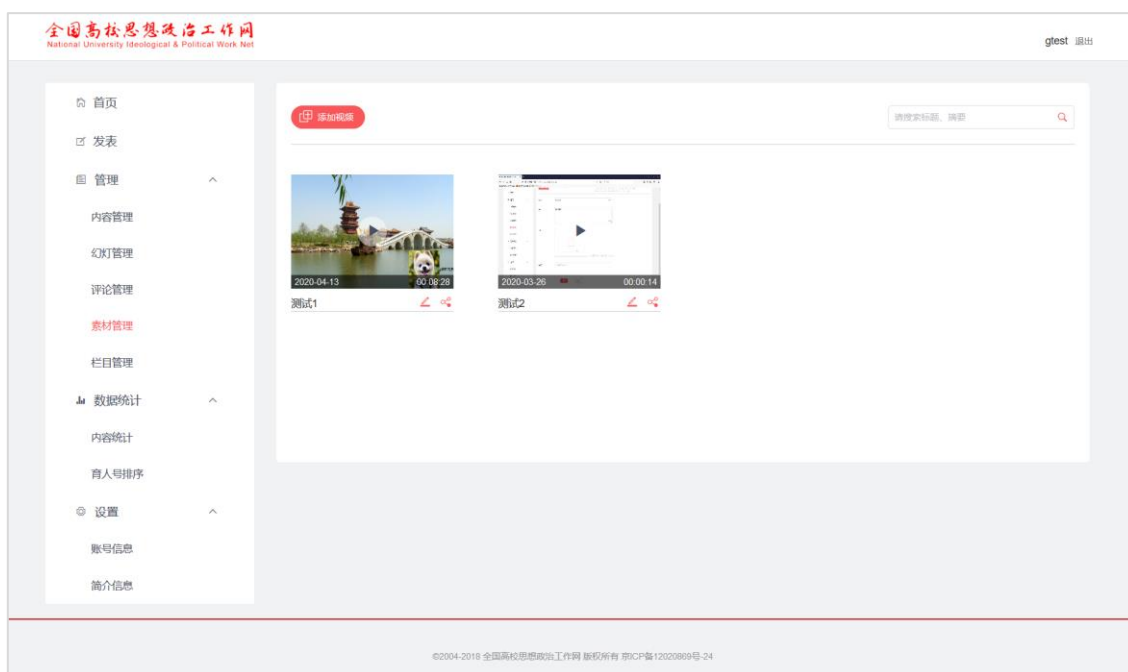 全国高校思想政治工作网
National University Ideological & Political Work Net
gtest 退出
首页
发表
管理
内容管理
幻灯管理
评论管理
素材管理
栏目管理
数据统计
内容统计
育人号排序
设置
账号信息
简介信息
添加视频
请搜索标题、摘要
2020-04-13 00:08:28
测试1
2020-03-26 00:00:14
测试2
©2004-2018 全国高校思想政治工作网 版权所有 京ICP备12020869号-24